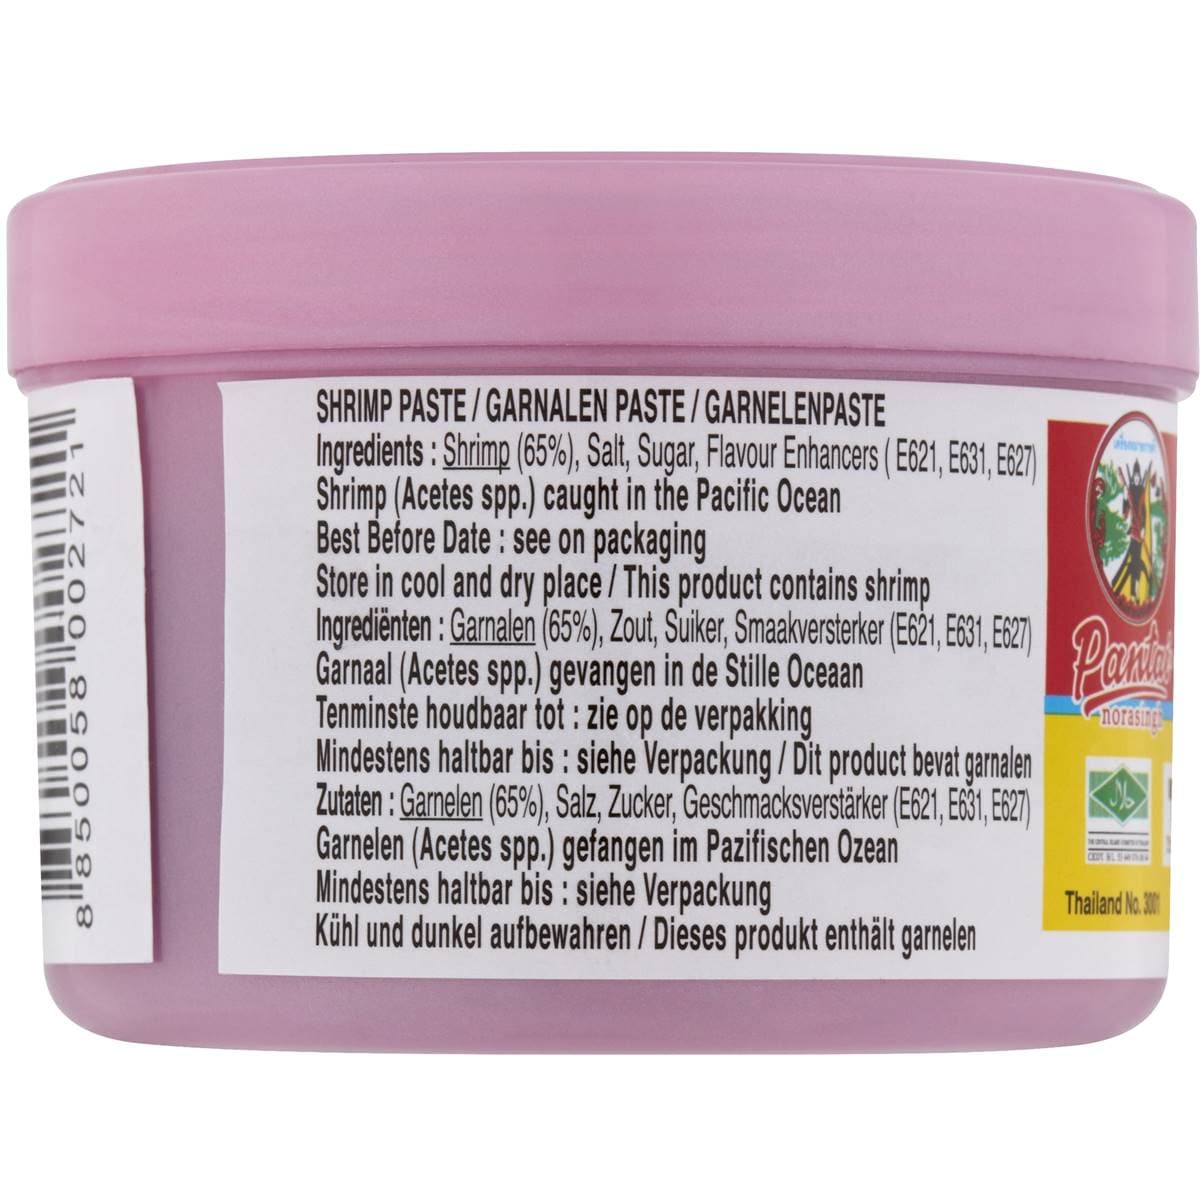 SHRIMP PASTE / GARNALEN PASTE / GARNELENPASTE
Ingredients : Shrimp (65%), Salt, Sugar, Flavour Enhancers ( E621, E631, E627)
Shrimp (Acetes spp.) caught in the Pacific Ocean
Best Before Date : see on packaging
Store in cool and dry place / This product contains shrimp
Ingrediënten : Garnalen (65%), Zout, Suiker, Smaakversterker (E621, E631, E627)
Garnaal (Acetes spp.) gevangen in de Stille Oceaan
Tenminste houdbaar tot : zie op de verpakking
Mindestens haltbar bis : siehe Verpackung / Dit product bevat garnalen
Zutaten : Garnelen (65%), Salz, Zucker, Geschmacksverstärker (E621, E631, E627)
Garnelen (Acetes spp.) gefangen im Pazifischen Ozean
Mindestens haltbar bis : siehe Verpackung
Kühl und dunkel aufbewahren / Dieses produkt enthält garnelen
8 850058 002721
Pantai
norasingh
Thailand No. 3001